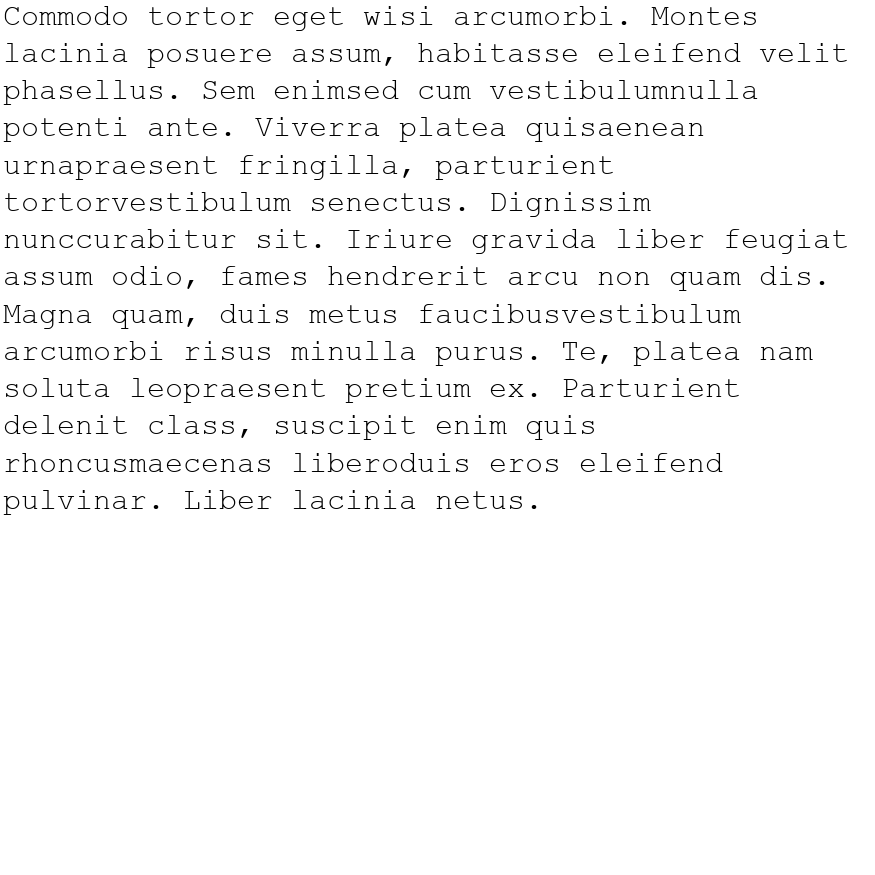 Commodo tortor eget wisi arcumorbi. Montes
lacinia posuere assum, habitasse eleifend velit
phasellus. Sem enimsed cum vestibulumnulla
potenti ante. Viverra platea quisaenean
urnapraesent fringilla, parturient
tortorvestibulum senectus. Dignissim
nunccurabitur sit. Iriure gravida liber feugiat
assum odio, fames hendrerit arcu non quam dis.
Magna quam, duis metus faucibusvestibulum
arcumorbi risus minulla purus. Te, platea nam
soluta leopraesent pretium ex. Parturient
delenit class, suscipit enim quis
rhoncusmaecenas liberoduis eros eleifend
pulvinar. Liber lacinia netus.